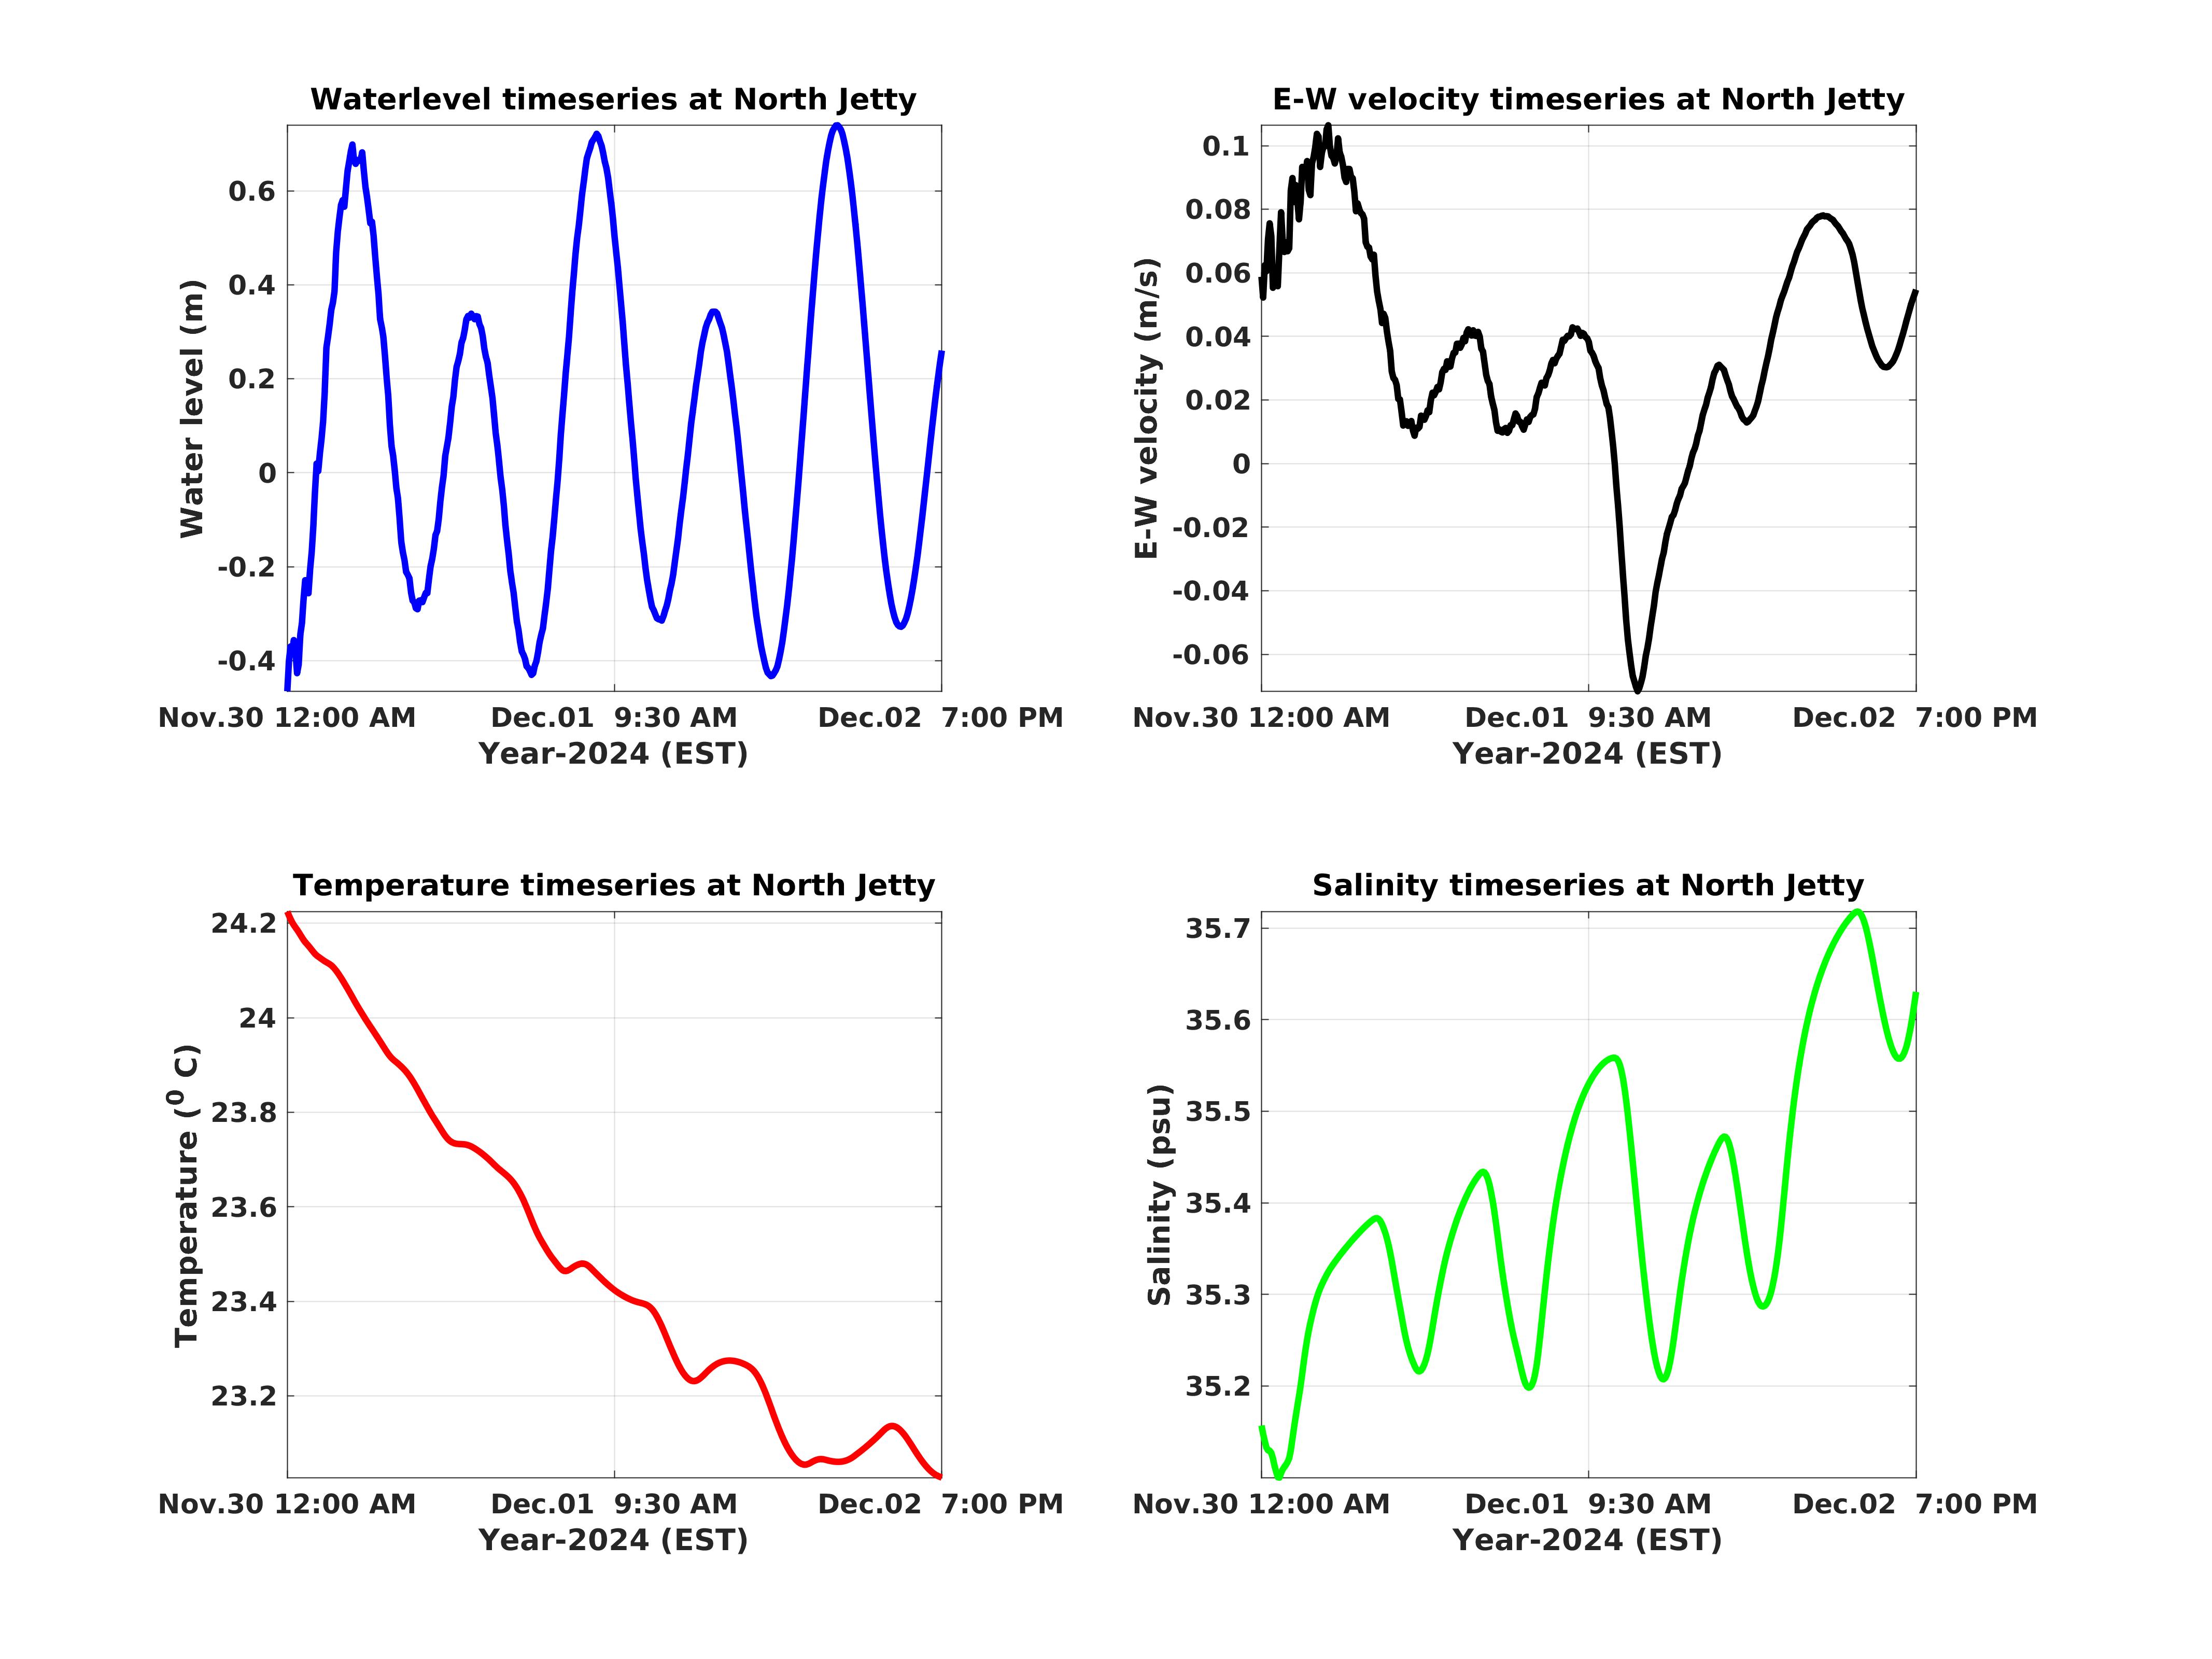 Waterlevel timeseries at North Jetty
Water level (m)
0.6
0.4
0.2
0
-0.2
-0.4
Nov.30 12:00 AM
Dec.01 9:30 AM
Dec.02 7:00 PM
Year-2024 (EST)
E-W velocity timeseries at North Jetty
E-W velocity (m/s)
0.1
0.08
0.06
0.04
0.02
0
-0.02
-0.04
-0.06
Nov.30 12:00 AM
Dec.01 9:30 AM
Dec.02 7:00 PM
Year-2024 (EST)
Temperature timeseries at North Jetty
Temperature (⁰ C)
24.2
24
23.8
23.6
23.4
23.2
Nov.30 12:00 AM
Dec.01 9:30 AM
Dec.02 7:00 PM
Year-2024 (EST)
Salinity timeseries at North Jetty
Salinity (psu)
35.7
35.6
35.5
35.4
35.3
35.2
Nov.30 12:00 AM
Dec.01 9:30 AM
Dec.02 7:00 PM
Year-2024 (EST)